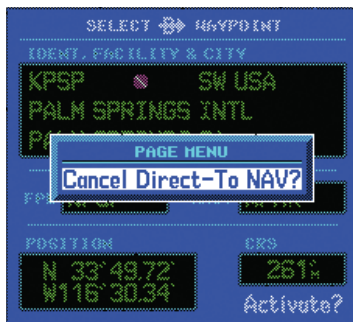 SELECT D WAYPOINT
IDENT, FACILITY & CITY
KPSP SW USA
PALM SPRINGS INTL
PAGE MENU
Cancel Direct-To NAV?
POSITION
CRS
N 33°49.72'
W116°30.34'
261°M
Activate?